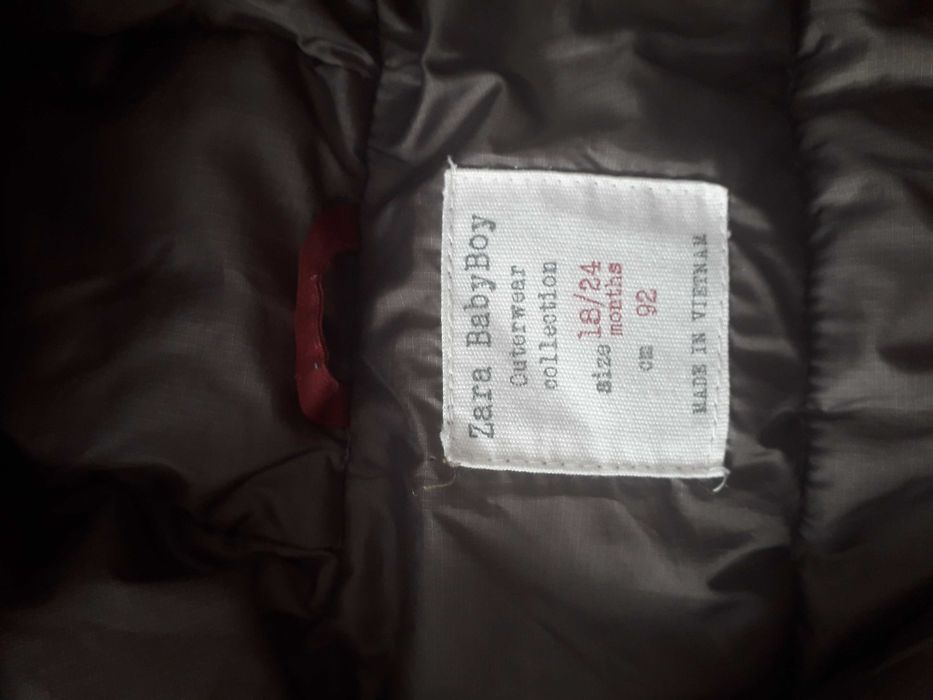 Zara BabyBoy
Outerwear
collection
size 18/24
months
cm 92
MADE IN VIETNAM